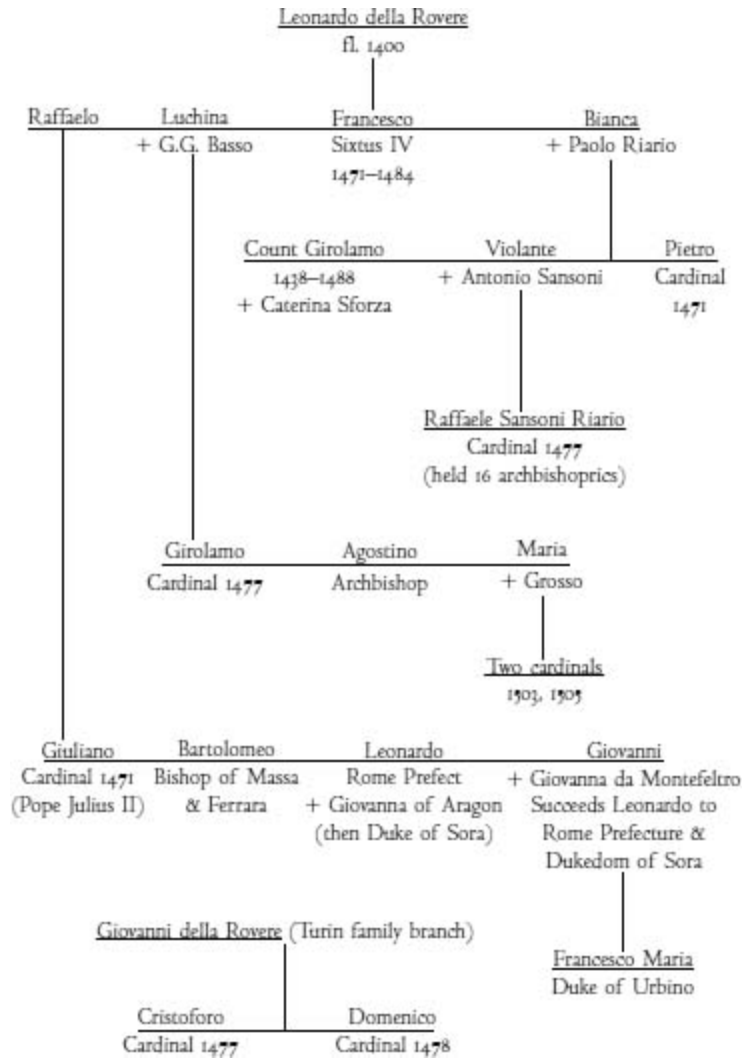 Leonardo della Rovere
fl. 1400
Raffaelo Luchina Francesco Bianca
+ G.G. Basso Sixtus IV + Paolo Riario
1471–1484
Count Girolamo Violante Pietro
1438–1488 + Antonio Sansoni Cardinal
+ Caterina Sforza 1471
Raffaele Sansoni Riario
Cardinal 1477
(held 16 archbishoprics)
Girolamo Agostino Maria
Cardinal 1477 Archbishop + Grosso
Two cardinals
1503, 1505
Giuliano Bartolomeo Leonardo Giovanni
Cardinal 1471 Bishop of Massa Rome Prefect + Giovanna da Montefeltro
(Pope Julius II) & Ferrara + Giovanna of Aragon Succeeds Leonardo to
(then Duke of Sora) Rome Prefecture &
Dukedom of Sora
Giovanni della Rovere (Turin family branch)
Francesco Maria
Duke of Urbino
Cristoforo Domenico
Cardinal 1477 Cardinal 1478